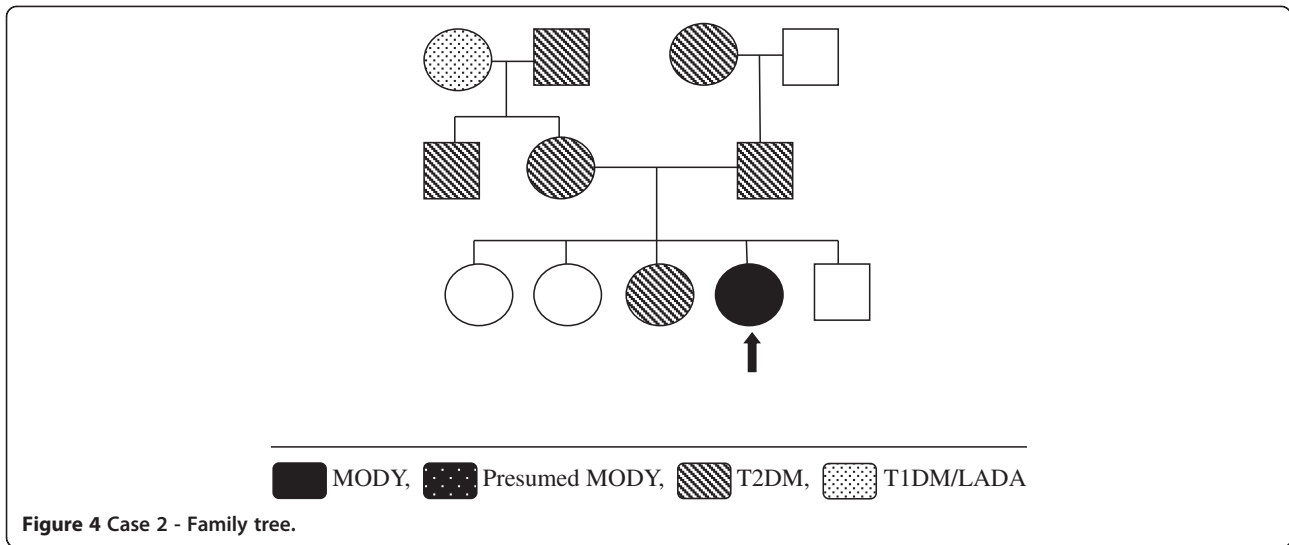 MODY, Presumed MODY, T2DM, T1DM/LADA
Figure 4 Case 2 - Family tree.